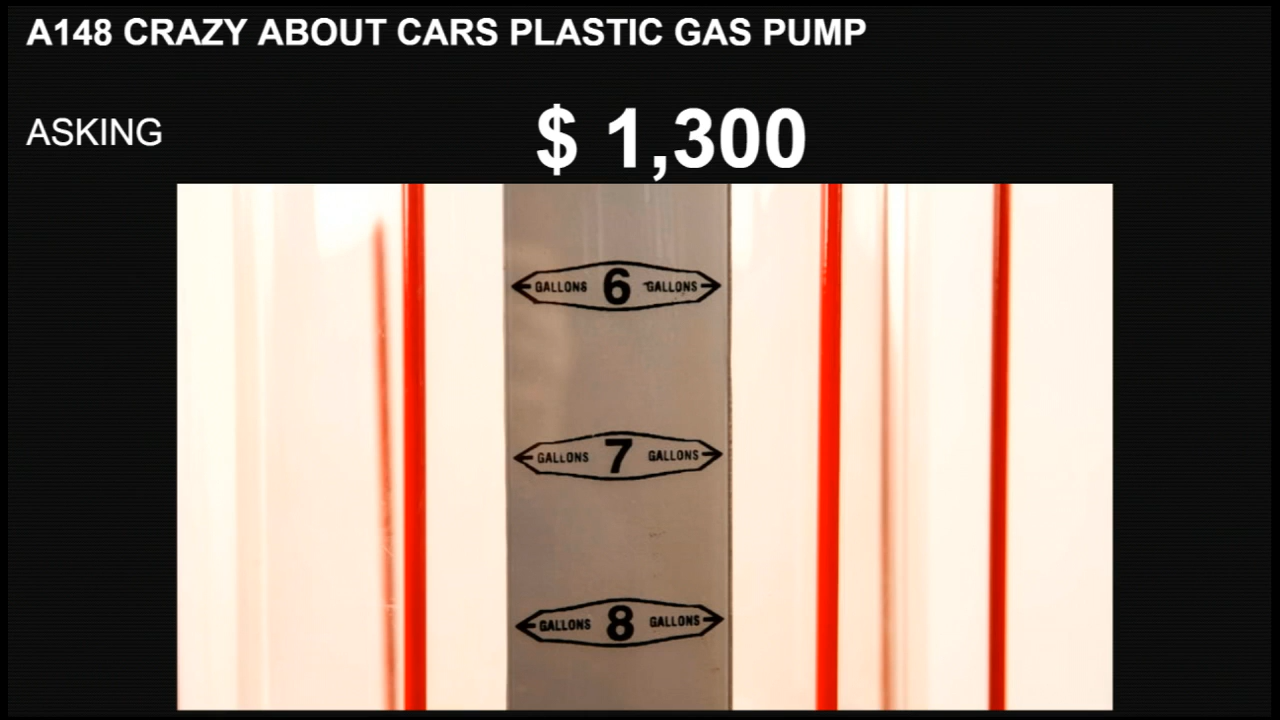 A148 CRAZY ABOUT CARS PLASTIC GAS PUMP
ASKING $ 1,300
GALLONS 6 GALLONS
GALLONS 7 GALLONS
GALLONS 8 GALLONS